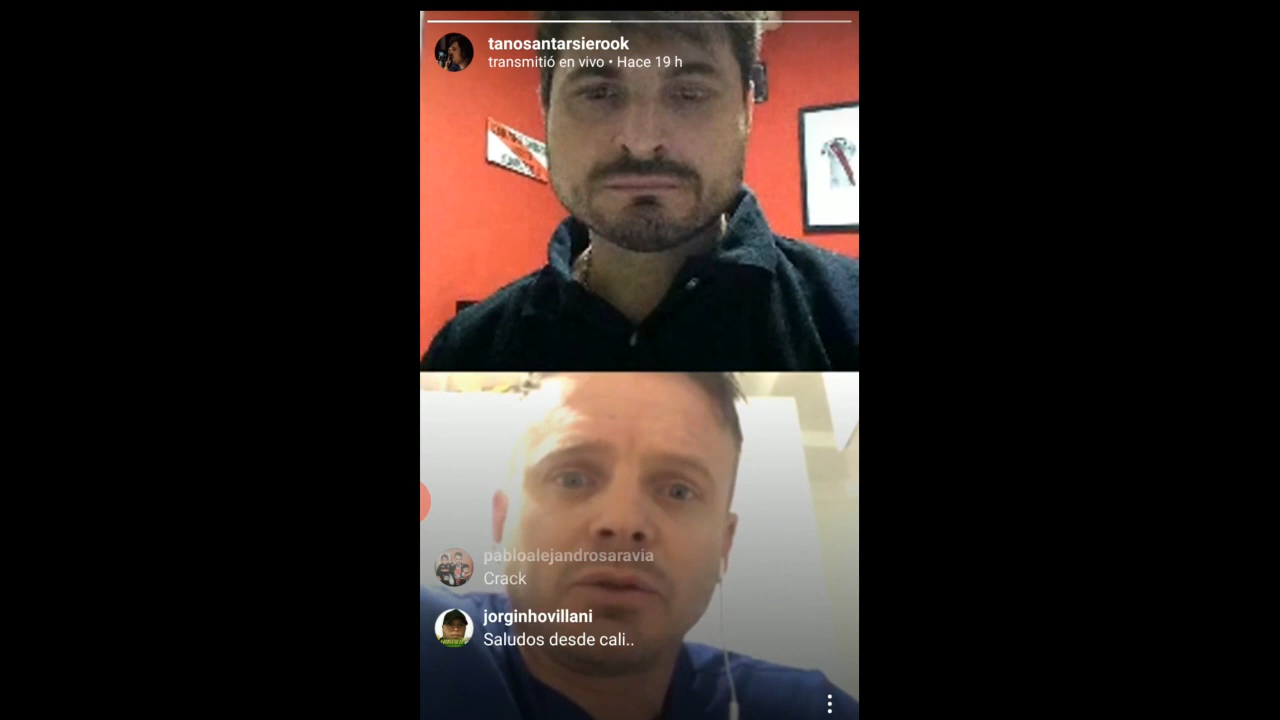 tanosantarsierook
transmitió en vivo • Hace 19 h
pabloalejandrosaravia
Crack
jorginhovillani
Saludos desde cali..